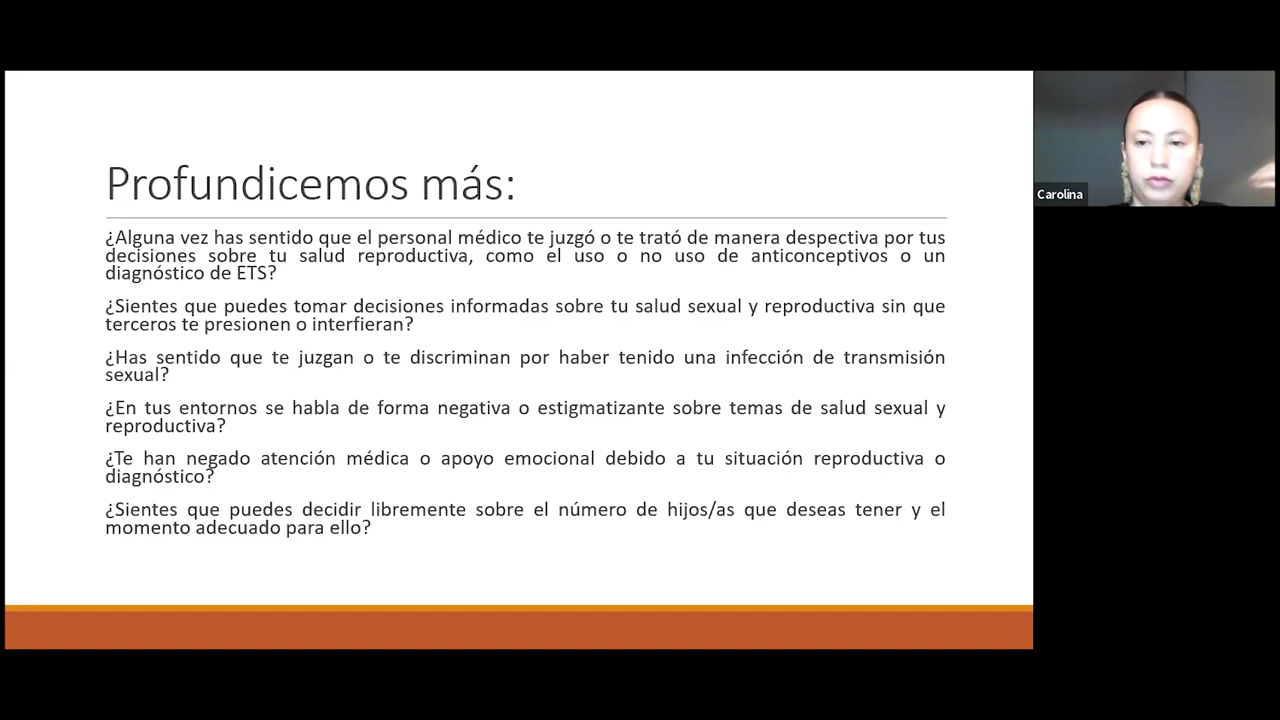 Profundicemos más:
¿Alguna vez has sentido que el personal médico te juzgó o te trató de manera despectiva por tus
decisiones sobre tu salud reproductiva, como el uso o no uso de anticonceptivos o un
diagnóstico de ETS?
¿Sientes que puedes tomar decisiones informadas sobre tu salud sexual y reproductiva sin que
terceros te presionen o interfieran?
¿Has sentido que te juzgan o te discriminan por haber tenido una infección de transmisión
sexual?
¿En tus entornos se habla de forma negativa o estigmatizante sobre temas de salud sexual y
reproductiva?
¿Te han negado atención médica o apoyo emocional debido a tu situación reproductiva o
diagnóstico?
¿Sientes que puedes decidir libremente sobre el número de hijos/as que deseas tener y el
momento adecuado para ello?
Carolina